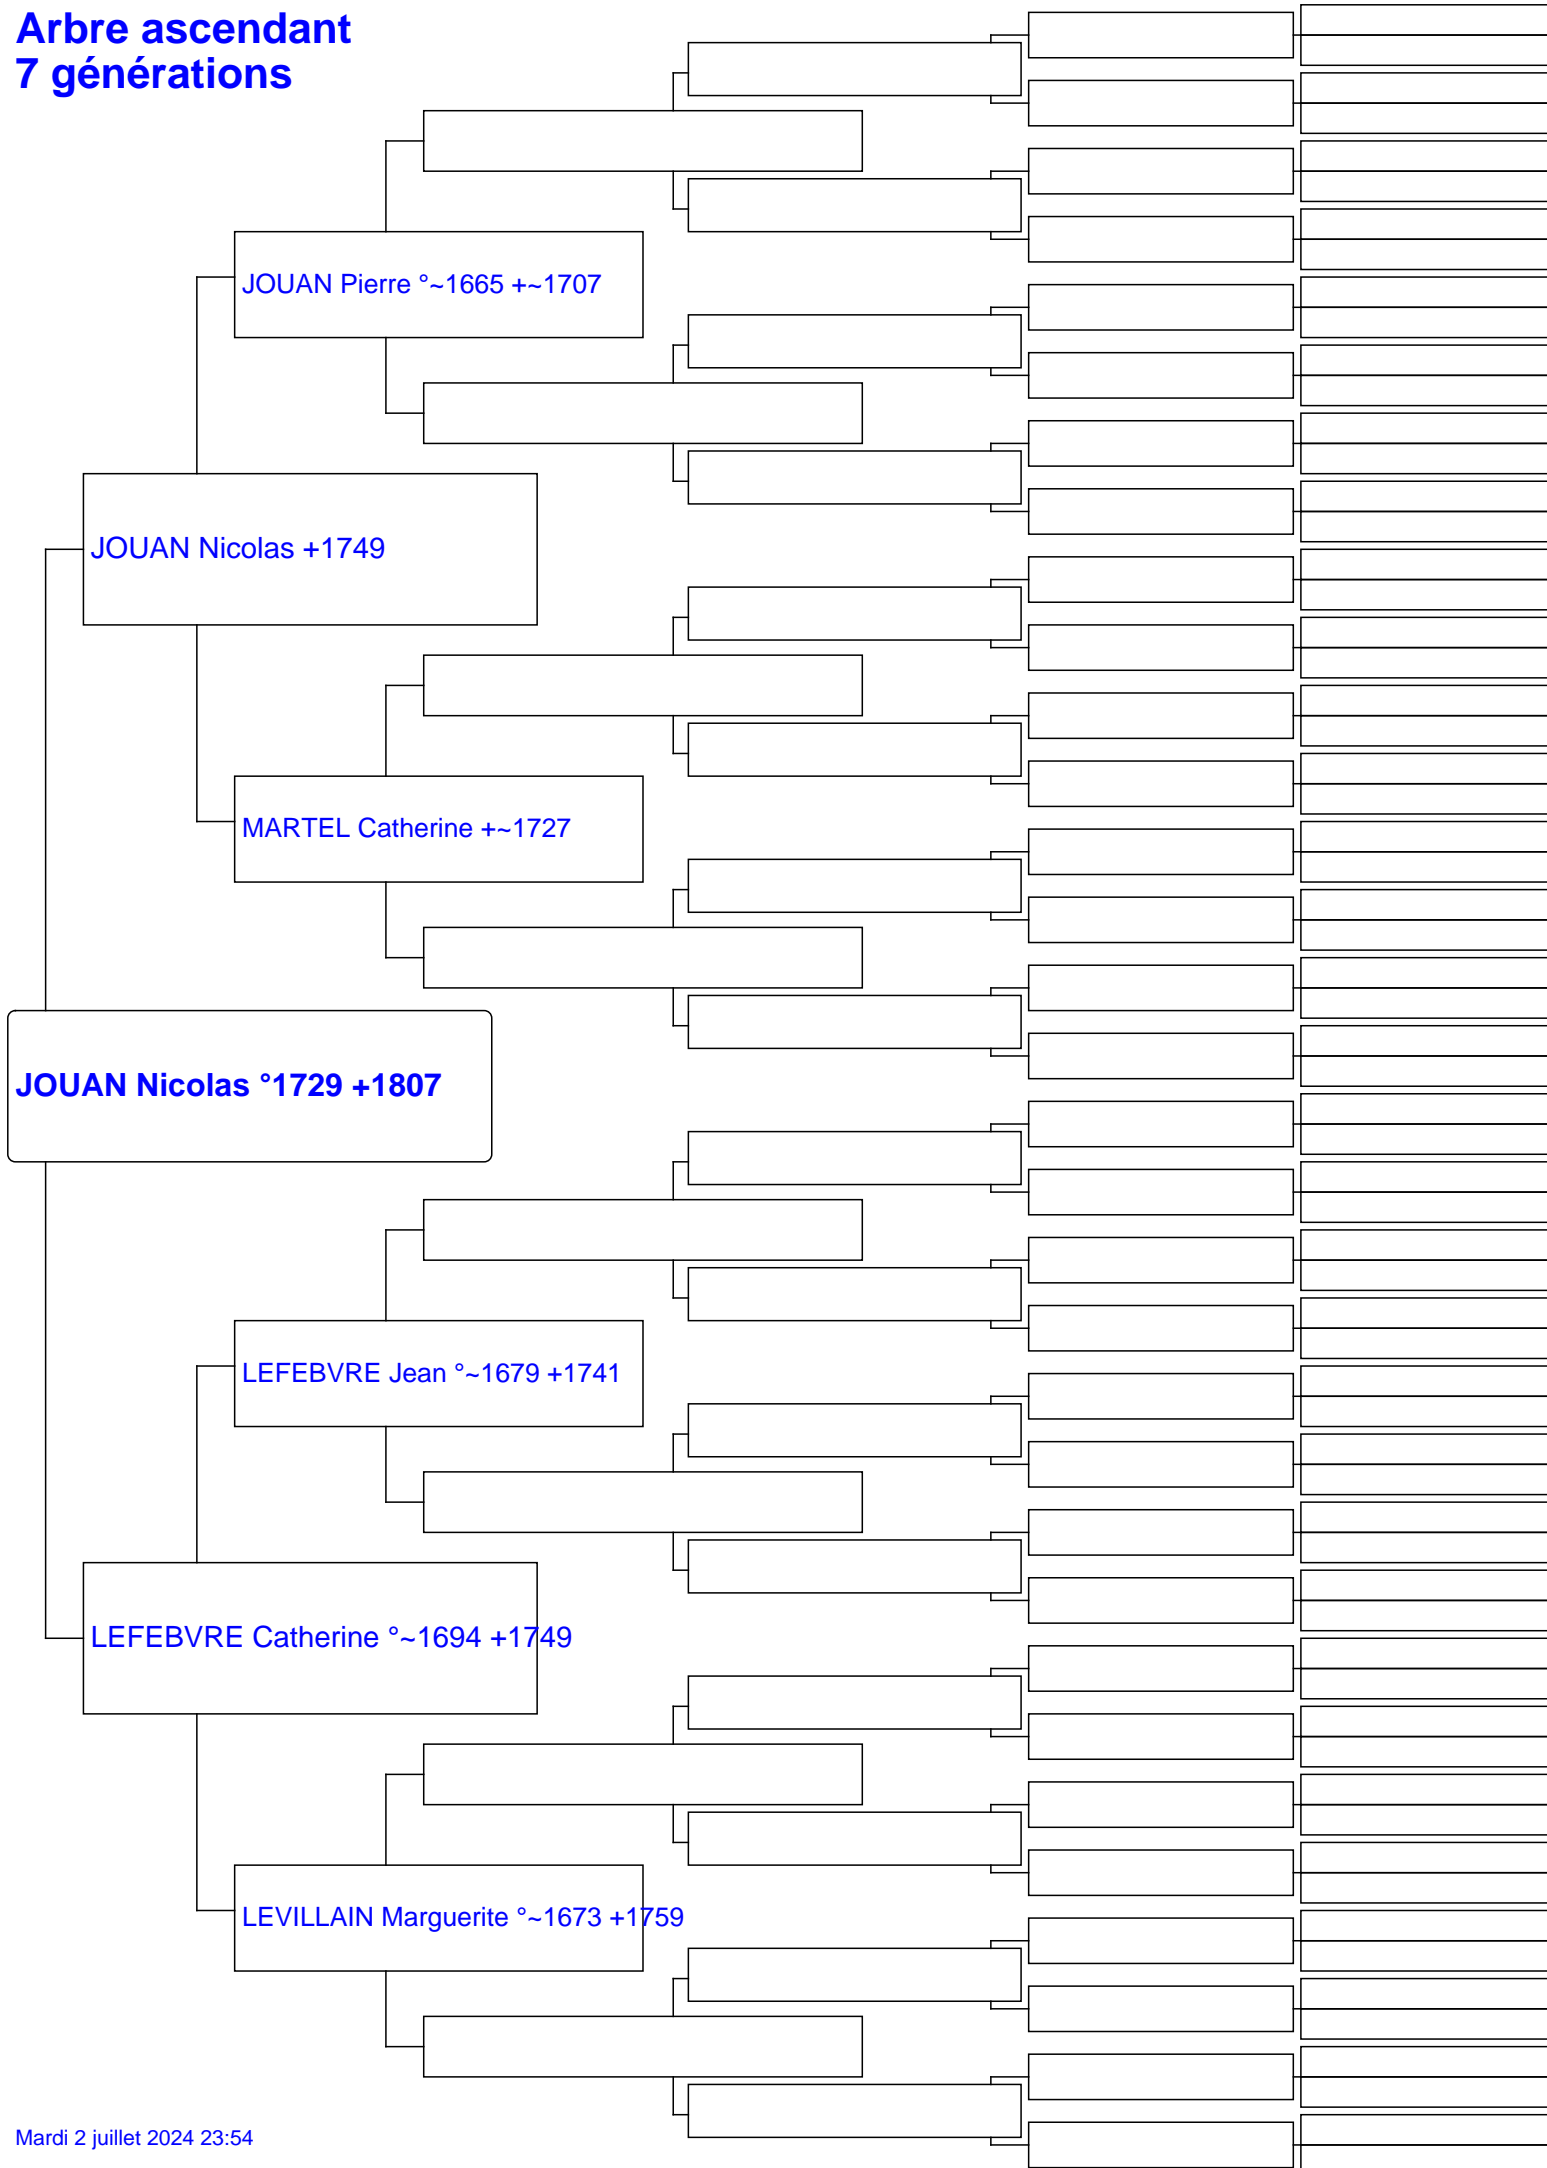 Arbre ascendant
7 générations
JOUAN Pierre °~1665 +~1707
JOUAN Nicolas +1749
MARTEL Catherine +~1727
JOUAN Nicolas °1729 +1807
LEFEBVRE Jean °~1679 +1741
LEFEBVRE Catherine °~1694 +1749
LEVILLAIN Marguerite °~1673 +1759
Mardi 2 juillet 2024 23:54